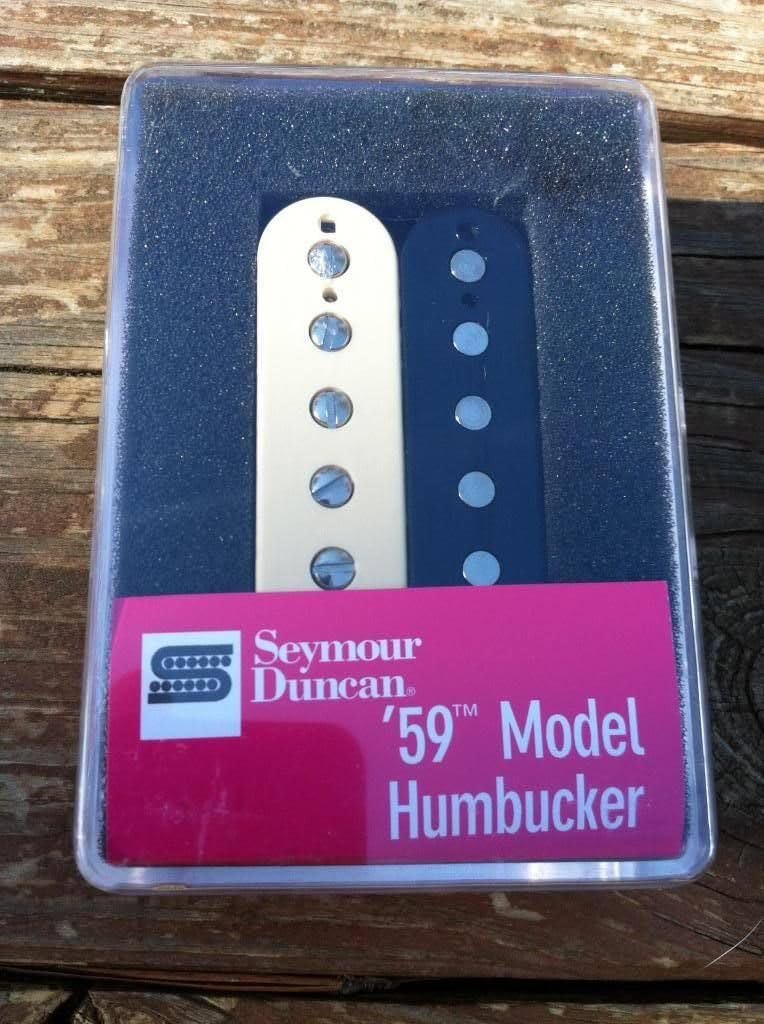 Seymour
Duncan®
'59™ Model
Humbucker